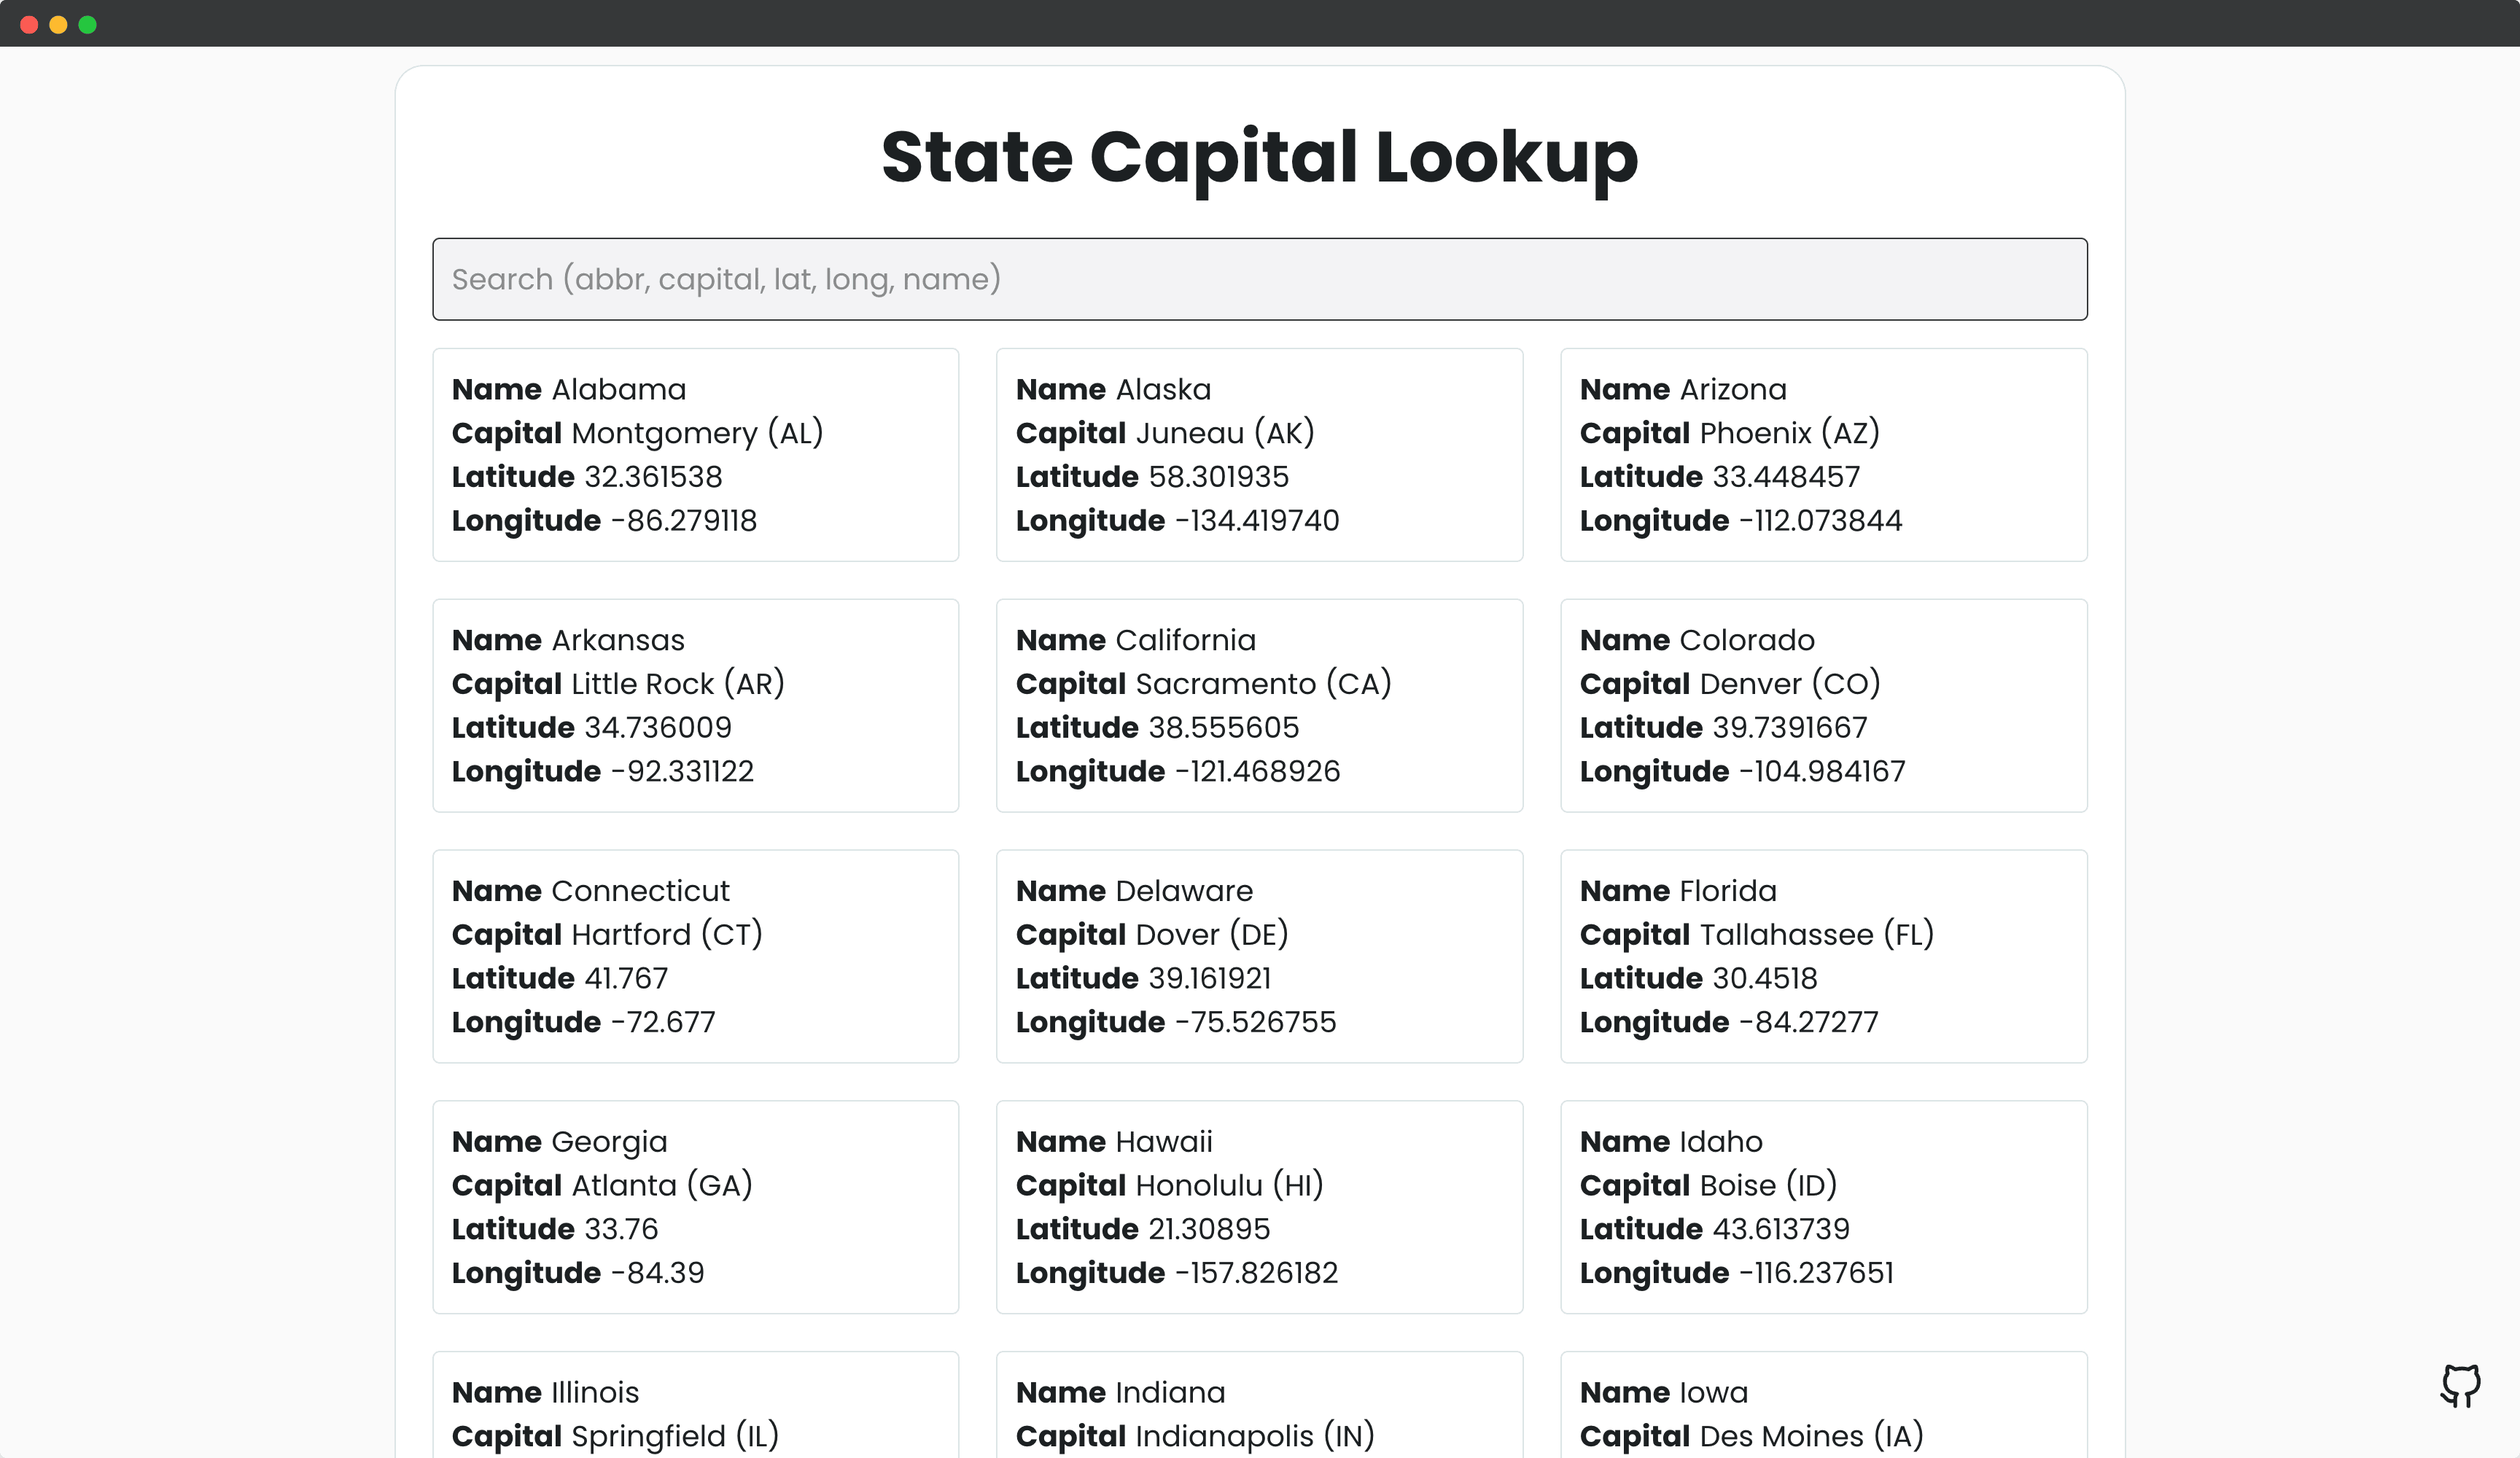 State Capital Lookup
Search (abbr, capital, lat, long, name)
Name Alabama
Capital Montgomery (AL)
Latitude 32.361538
Longitude -86.279118
Name Alaska
Capital Juneau (AK)
Latitude 58.301935
Longitude -134.419740
Name Arizona
Capital Phoenix (AZ)
Latitude 33.448457
Longitude -112.073844
Name Arkansas
Capital Little Rock (AR)
Latitude 34.736009
Longitude -92.331122
Name California
Capital Sacramento (CA)
Latitude 38.555605
Longitude -121.468926
Name Colorado
Capital Denver (CO)
Latitude 39.7391667
Longitude -104.984167
Name Connecticut
Capital Hartford (CT)
Latitude 41.767
Longitude -72.677
Name Delaware
Capital Dover (DE)
Latitude 39.161921
Longitude -75.526755
Name Florida
Capital Tallahassee (FL)
Latitude 30.4518
Longitude -84.27277
Name Georgia
Capital Atlanta (GA)
Latitude 33.76
Longitude -84.39
Name Hawaii
Capital Honolulu (HI)
Latitude 21.30895
Longitude -157.826182
Name Idaho
Capital Boise (ID)
Latitude 43.613739
Longitude -116.237651
Name Illinois
Capital Springfield (IL)
Name Indiana
Capital Indianapolis (IN)
Name Iowa
Capital Des Moines (IA)